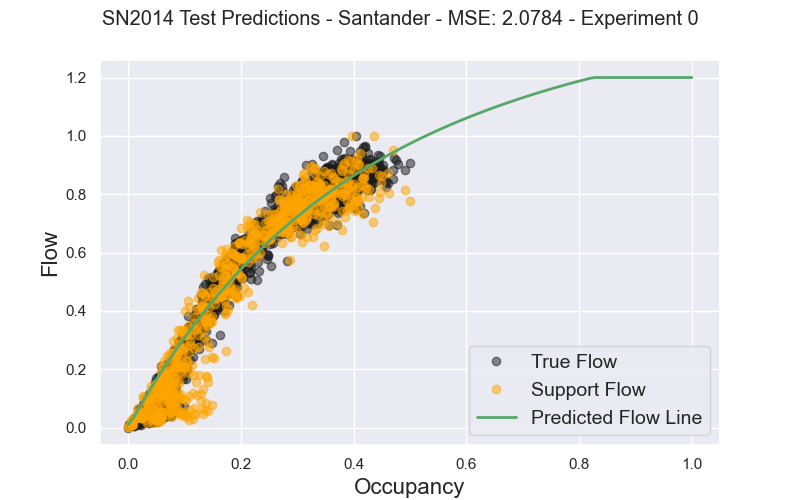 SN2014 Test Predictions - Santander - MSE: 2.0784 - Experiment 0
1.2
1.0
0.8
0.6
0.4
0.2
0.0
Flow
True Flow
Support Flow
Predicted Flow Line
0.0 0.2 0.4 0.6 0.8 1.0
Occupancy